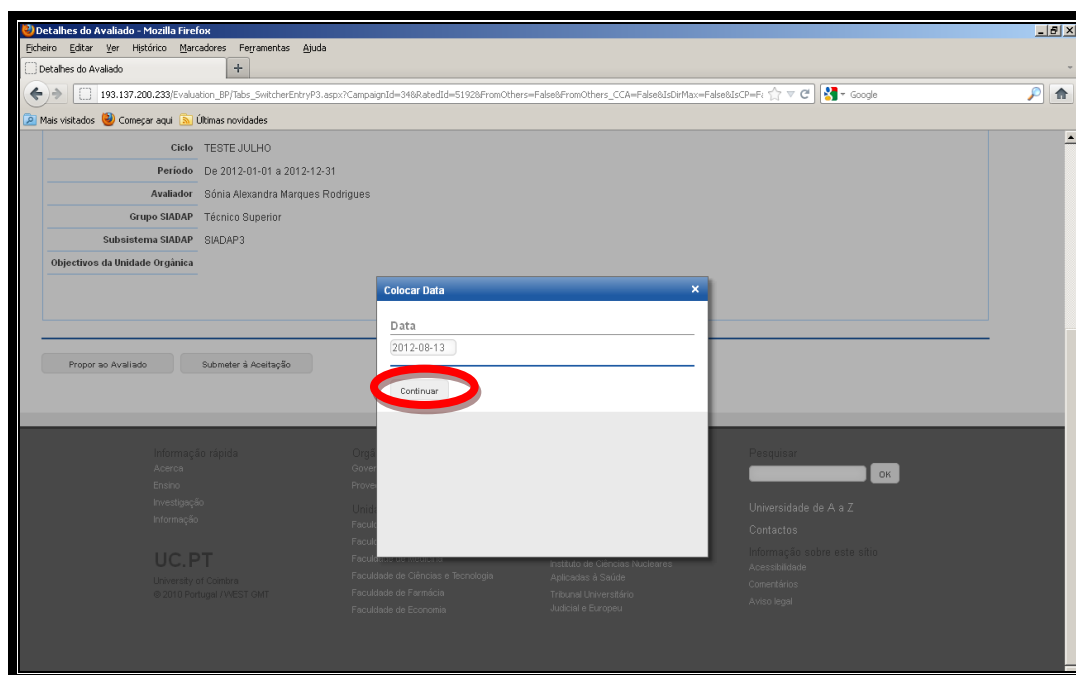 Detalhes do Avaliado - Mozilla Firefox
Ficheiro Editar Ver Histórico Marcadores Ferramentas Ajuda
Detalhes do Avaliado
193.137.200.233/Evaluation_BP/Tabs_SwitcherEntryP3.aspx?CampaignId=34&RatedId=5192&FromOthers=False&FromOthers_CCA=False&IsDirMax=False&IsCP=Fa
Google
Mais visitados Começar aqui Últimas novidades
Ciclo TESTE JULHO
Período De 2012-01-01 a 2012-12-31
Avaliador Sónia Alexandra Marques Rodrigues
Grupo SIADAP Técnico Superior
Subsistema SIADAP SIADAP3
Objectivos da Unidade Orgânica
Colocar Data
Data
2012-08-13
Continuar
Propor ao Avaliado Submeter à Aceitação
Informação rápida
Acerca
Ensino
Investigação
Informação
UC.PT
University of Coimbra
© 2010 Portugal / WEST GMT
Faculdade de Ciências e Tecnologia
Faculdade de Farmácia
Faculdade de Economia
Instituto de Ciências Nucleares
Aplicadas à Saúde
Tribunal Universitário
Judicial e Europeu
Pesquisar
OK
Universidade de A a Z
Contactos
Informação sobre este sítio
Acessibilidade
Comentários
Aviso legal